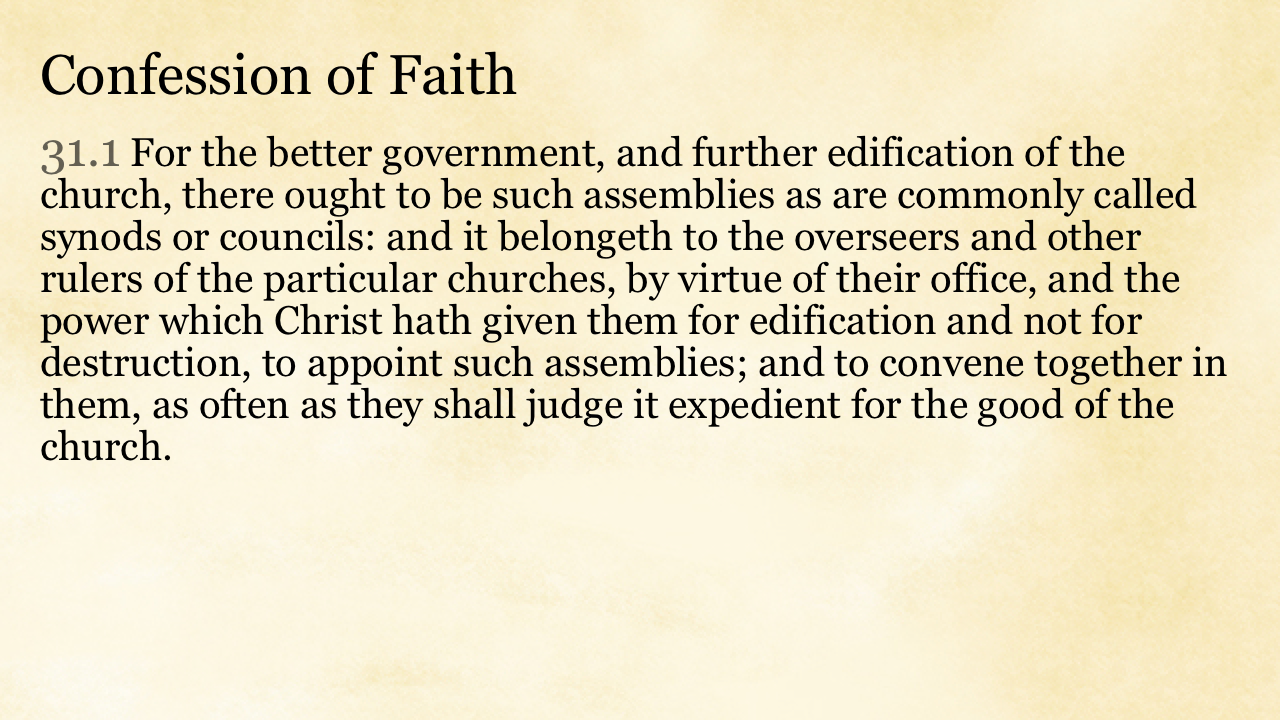 Confession of Faith
31.1 For the better government, and further edification of the
church, there ought to be such assemblies as are commonly called
synods or councils: and it belongeth to the overseers and other
rulers of the particular churches, by virtue of their office, and the
power which Christ hath given them for edification and not for
destruction, to appoint such assemblies; and to convene together in
them, as often as they shall judge it expedient for the good of the
church.